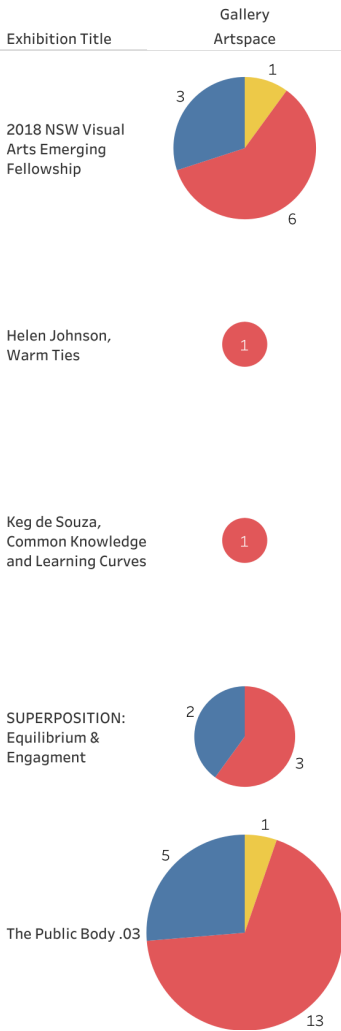 Gallery
Exhibition Title
Artspace
1
3
2018 NSW Visual
Arts Emerging
Fellowship
6
Helen Johnson,
Warm Ties
1
Keg de Souza,
Common Knowledge
and Learning Curves
1
2
SUPERPOSITION:
Equilibrium &
Engagment
3
1
5
The Public Body .03
13